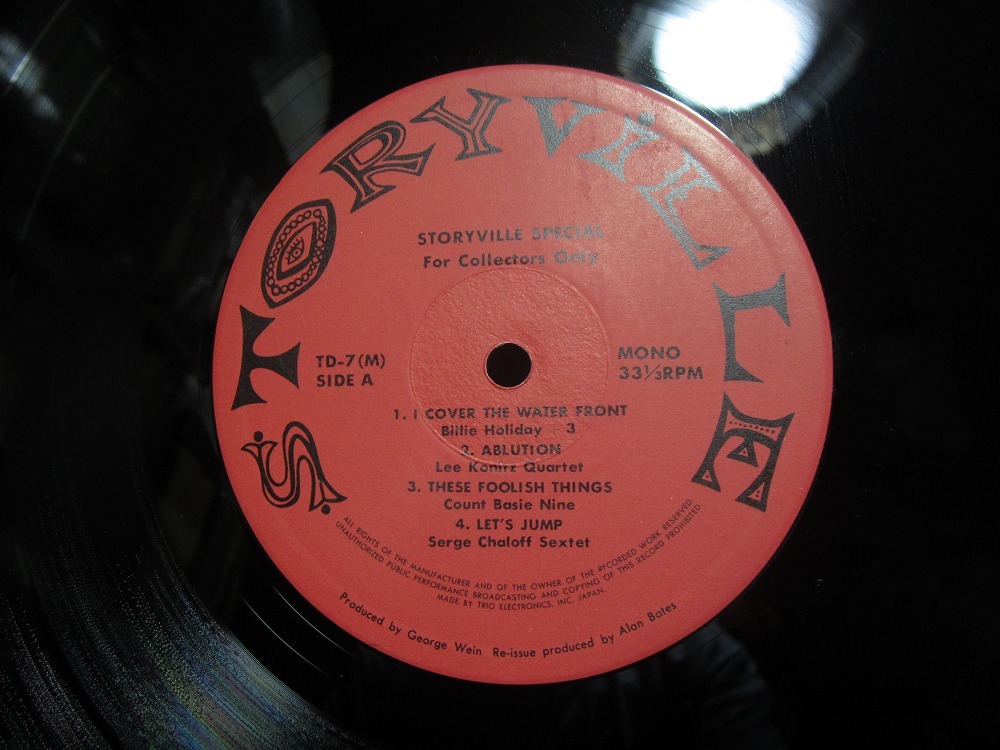 STORYViLLE
STORYVILLE SPECIAL
For Collectors Only
TD-7(M)
SIDE A
MONO
33⅓RPM
1. I COVER THE WATER FRONT
Billie Holiday + 3
2. ABLUTION
Lee Konitz Quartet
3. THESE FOOLISH THINGS
Count Basie Nine
4. LET'S JUMP
Serge Chaloff Sextet
ALL RIGHTS OF THE MANUFACTURER AND OF THE OWNER OF THE RECORDED WORK RESERVED.
UNAUTHORIZED PUBLIC PERFORMANCE BROADCASTING AND COPYING OF THIS RECORD PROHIBITED.
MADE BY TRIO ELECTRONICS, INC. JAPAN.
Produced by George Wein Re-issue produced by Alan Bates